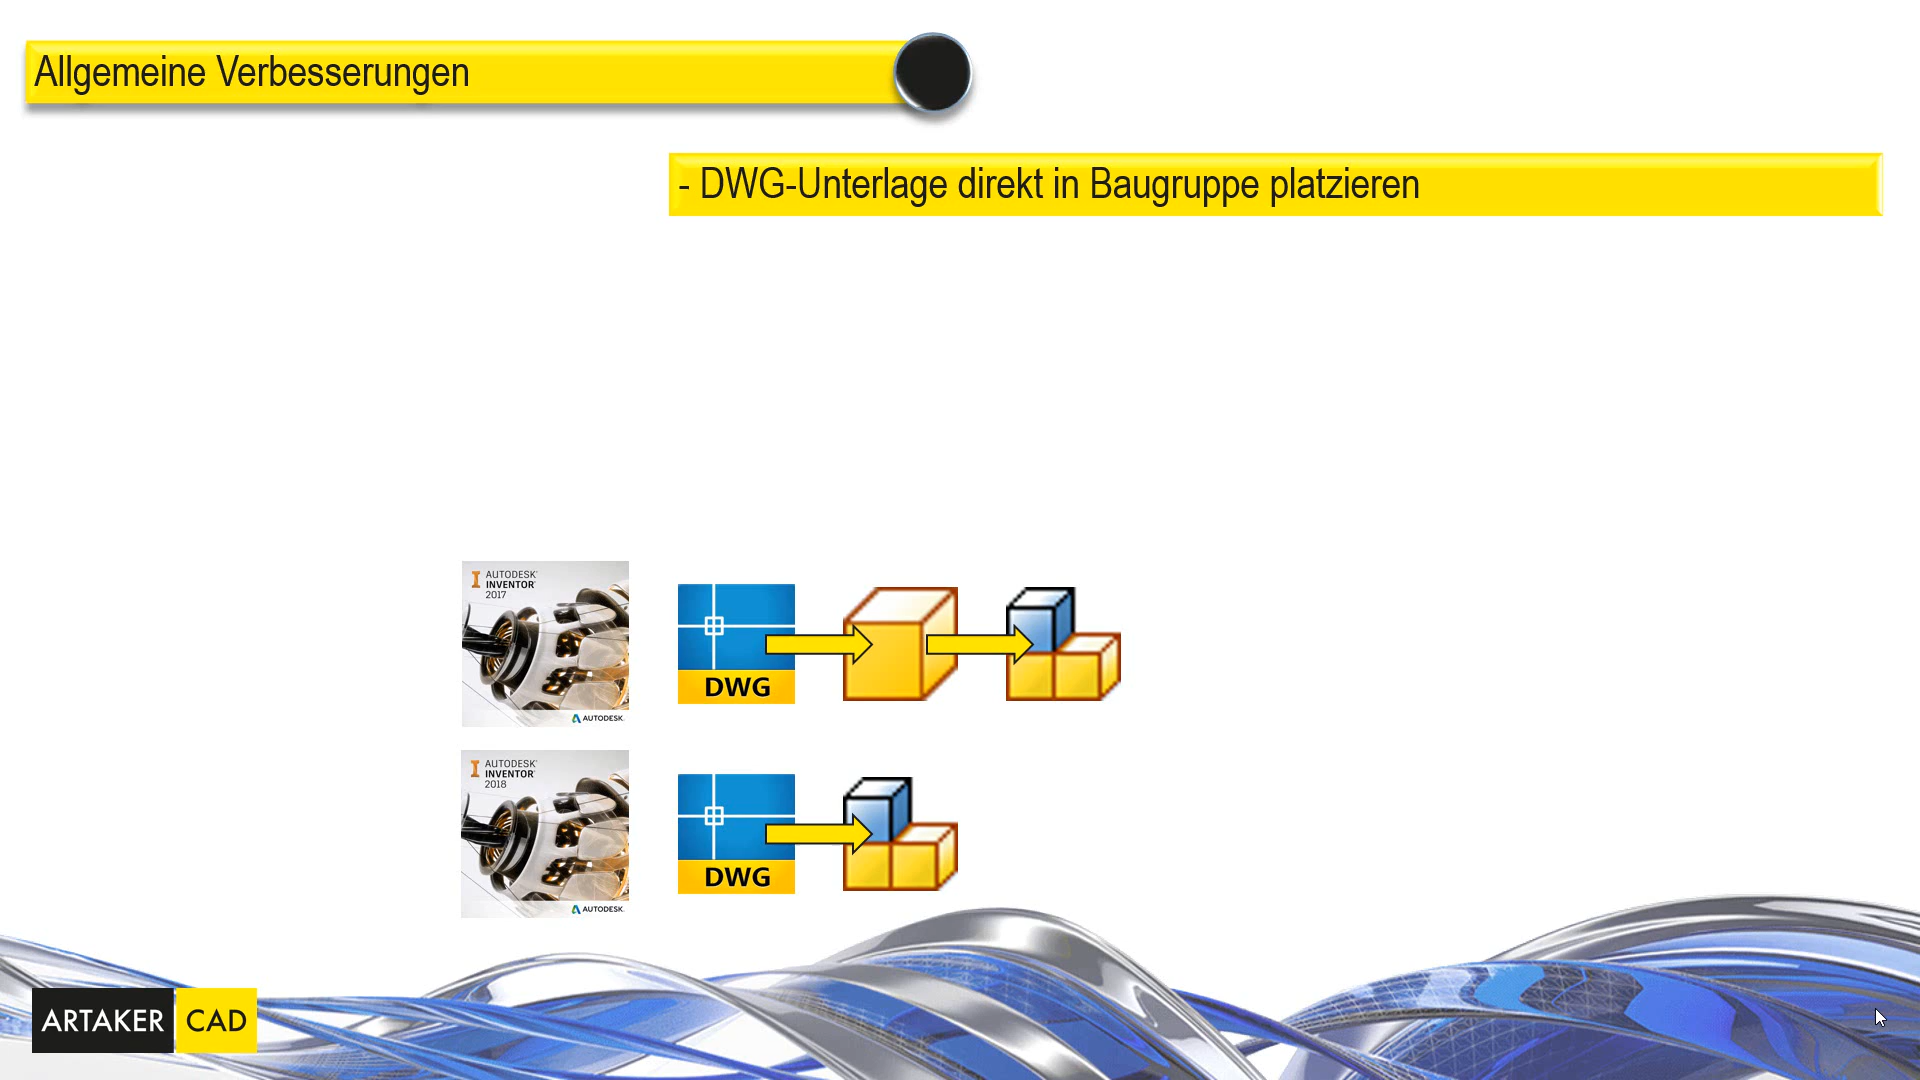 Allgemeine Verbesserungen
- DWG-Unterlage direkt in Baugruppe platzieren
AUTODESK®
INVENTOR®
2017
AUTODESK.
DWG
AUTODESK®
INVENTOR®
2018
AUTODESK.
DWG
ARTAKER CAD